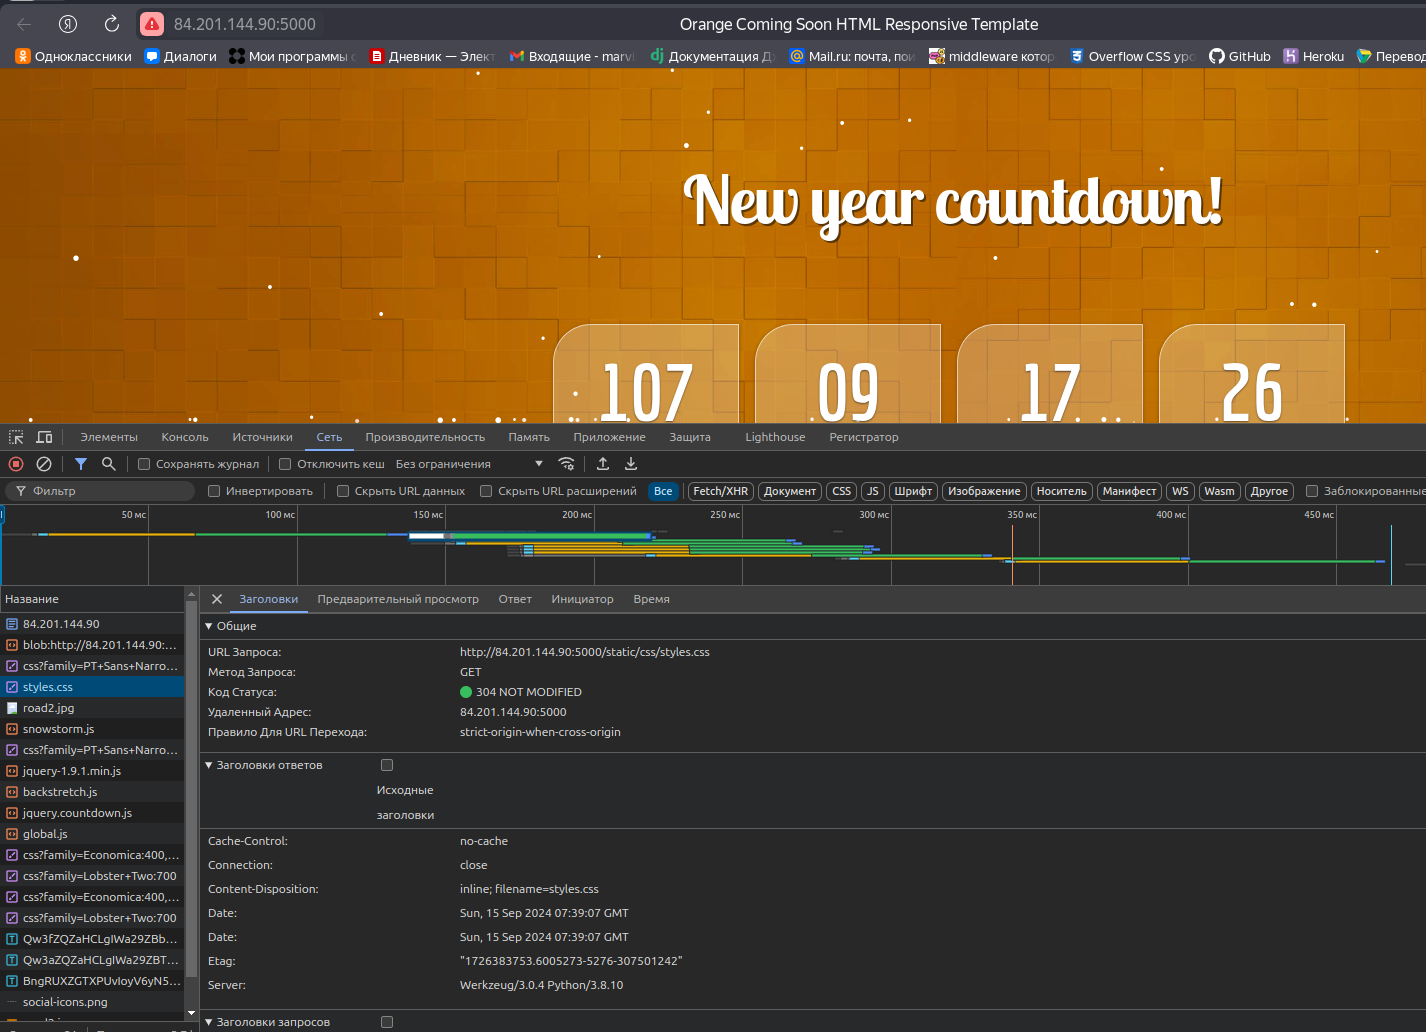 84.201.144.90:5000
Orange Coming Soon HTML Responsive Template
Одноклассники
Диалоги
Мои программы с
Дневник — Элект
Входящие - marvi
Документация Д
Mail.ru: почта, пои
middleware котор
Overflow CSS уро
GitHub
Heroku
Перевод
New year countdown!
107
09
17
26
Элементы
Консоль
Источники
Сеть
Производительность
Память
Приложение
Защита
Lighthouse
Регистратор
Сохранять журнал
Отключить кеш
Без ограничения
Фильтр
Инвертировать
Скрыть URL данных
Скрыть URL расширений
Все
Fetch/XHR
Документ
CSS
JS
Шрифт
Изображение
Носитель
Манифест
WS
Wasm
Другое
Заблокированные
50 мс
100 мс
150 мс
200 мс
250 мс
300 мс
350 мс
400 мс
450 мс
Название
84.201.144.90
blob:http://84.201.144.90:...
css?family=PT+Sans+Narro...
styles.css
road2.jpg
snowstorm.js
css?family=PT+Sans+Narro...
jquery-1.9.1.min.js
backstretch.js
jquery.countdown.js
global.js
css?family=Economica:400,...
css?family=Lobster+Two:700
css?family=Economica:400,...
css?family=Lobster+Two:700
Qw3fZQZaHCLgIWa29ZBb...
Qw3aZQZaHCLgIWa29ZBT...
BngRUXZGTXPUvIoyV6yN5...
social-icons.png
Заголовки
Предварительный просмотр
Ответ
Инициатор
Время
Общие
URL Запроса:
http://84.201.144.90:5000/static/css/styles.css
Метод Запроса:
GET
Код Статуса:
304 NOT MODIFIED
Удаленный Адрес:
84.201.144.90:5000
Правило Для URL Перехода:
strict-origin-when-cross-origin
Заголовки ответов
Исходные
заголовки
Cache-Control:
no-cache
Connection:
close
Content-Disposition:
inline; filename=styles.css
Date:
Sun, 15 Sep 2024 07:39:07 GMT
Date:
Sun, 15 Sep 2024 07:39:07 GMT
Etag:
"1726383753.6005273-5276-307501242"
Server:
Werkzeug/3.0.4 Python/3.8.10
Заголовки запросов